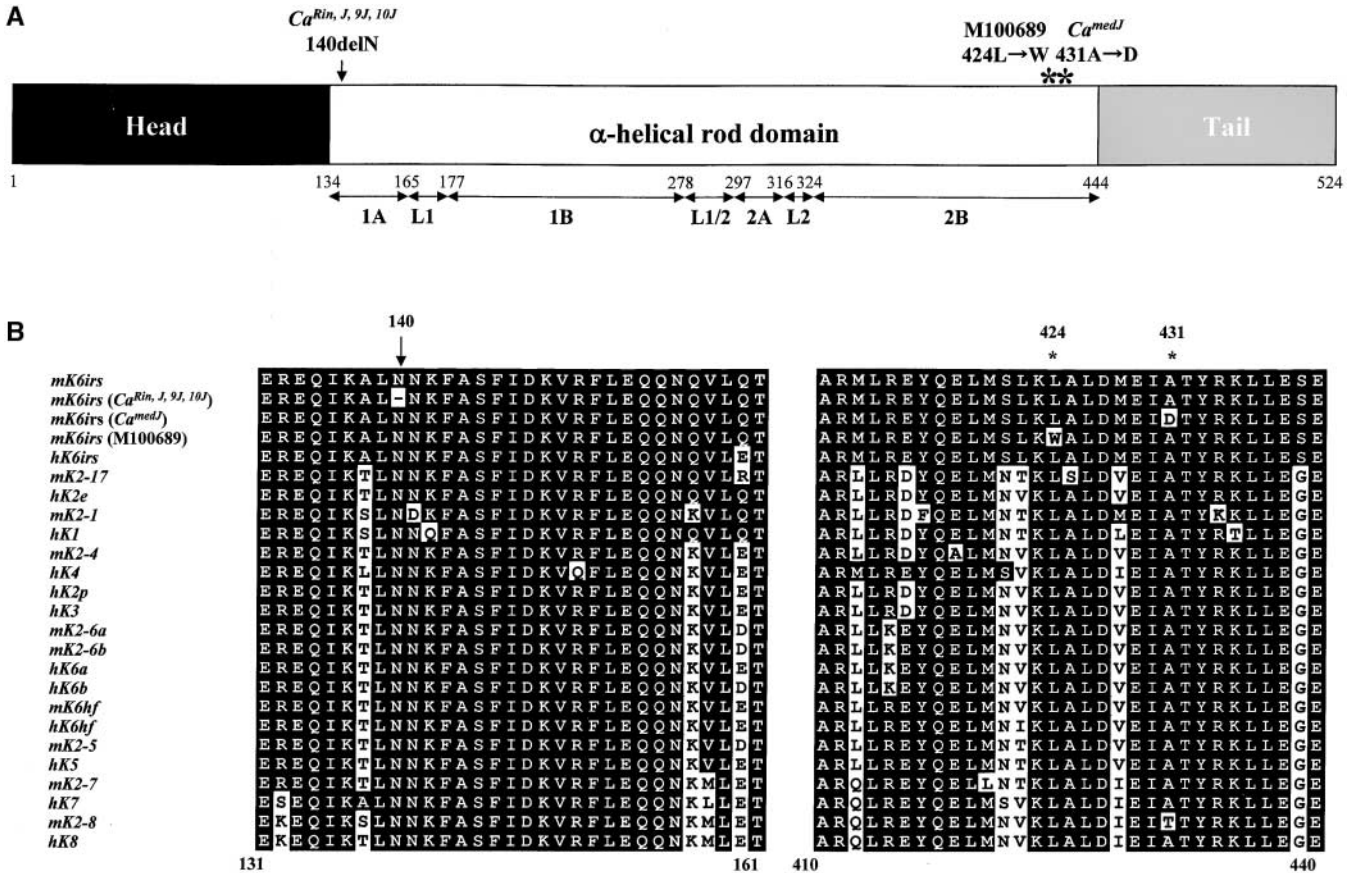 A
Ca^Rin, J, 9J, 10J
140delN
M100689 Ca^medJ
424L→W 431A→D
**
Head α-helical rod domain Tail
1 134 165 177 278 297 316 324 444 524
1A L1 1B L1/2 2A L2 2B
B
140 424 431
* *
mK6irs EREQIKALNNKFASFIDKVRFLEQQNQVLQT ARMLREYQELMSLKLALDMEIATYRKLLESE
mK6irs (Ca^Rin, J, 9J, 10J) EREQIKAL-NKFASFIDKVRFLEQQNQVLQT ARMLREYQELMSLKLALDMEIATYRKLLESE
mK6irs (Ca^medJ) EREQIKALNNKFASFIDKVRFLEQQNQVLQT ARMLREYQELMSLKLALDMEIDTYRKLLESE
mK6irs (M100689) EREQIKALNNKFASFIDKVRFLEQQNQVLQT ARMLREYQELMSLKWALDMEIATYRKLLESE
hK6irs EREQIKALNNKFASFIDKVRFLEQQNQVLET ARMLREYQELMSLKLALDMEIATYRKLLESE
mK2-17 EREQIKTLNNKFASFIDKVRFLEQQNQVLRT ARLLRDYQELMNTKLSLDVEIATYRKLLEGE
hK2e EREQIKTLNNKFASFIDKVRFLEQQNQVLQT ARLLRDYQELMNVKLALDVEIATYRKLLEGE
mK2-1 EREQIKSLNDKFASFIDKVRFLEQQNKVLQT ARLLRDFQELMNTKLALDMEIATYKKLLEGE
hK1 EREQIKSLNNQFASFIDKVRFLEQQNQVLQT ARLLRDYQELMNTKLALDLEIATYRTLLEGE
mK2-4 EREQIKTLNNKFASFIDKVRFLEQQNKVLET ARLLRDYQALMNVKLALDVEIATYRKLLEGE
hK4 EREQIKLLNNKFASFIDKVQFLEQQNKVLET ARMLREYQELMSVKLALDIEIATYRKLLEGE
hK2p EREQIKTLNNKFASFIDKVRFLEQQNKVLET ARLLRDYQELMNVKLALDVEIATYRKLLEGE
hK3 EREQIKTLNNKFASFIDKVRFLEQQNKVLET ARLLRDYQELMNVKLALDVEIATYRKLLEGE
mK2-6a EREQIKTLNNKFASFIDKVRFLEQQNKVLDT ARLLKEYQELMNVKLALDVEIATYRKLLEGE
mK2-6b EREQIKTLNNKFASFIDKVRFLEQQNKVLDT ARLLKEYQELMNVKLALDVEIATYRKLLEGE
hK6a EREQIKTLNNKFASFIDKVRFLEQQNKVLET ARLLKEYQELMNVKLALDVEIATYRKLLEGE
hK6b EREQIKTLNNKFASFIDKVRFLEQQNKVLDT ARLLKEYQELMNVKLALDVEIATYRKLLEGE
mK6hf EREQIKTLNNKFASFIDKVRFLEQQNKVLET ARLLREYQELMNVKLALDVEIATYRKLLEGE
hK6hf EREQIKTLNNKFASFIDKVRFLEQQNKVLET ARLLREYQELMNIKLALDVEIATYRKLLEGE
mK2-5 EREQIKTLNNKFASFIDKVRFLEQQNKVLDT ARLLREYQELMNTKLALDVEIATYRKLLEGE
hK5 EREQIKTLNNKFASFIDKVRFLEQQNKVLET ARLLREYQELMNTKLALDVEIATYRKLLEGE
mK2-7 EREQIKTLNNKFASFIDKVRFLEQQNKMLET ARQLREYQELLNTKLALDIEIATYRKLLEGE
hK7 ESEQIKALNNKFASFIDKVRFLEQQNKLLET ARQLREYQELMSVKLALDIEIATYRKLLEGE
mK2-8 EKEQIKSLNNKFASFIDKVRFLEQQNKMLET ARQLREYQELMNVKLALDIEITTYRKLLEGE
hK8 EKEQIKTLNNKFASFIDKVRFLEQQNKMLET ARQLREYQELMNVKLALDIEIATYRKLLEGE
131 161 410 440